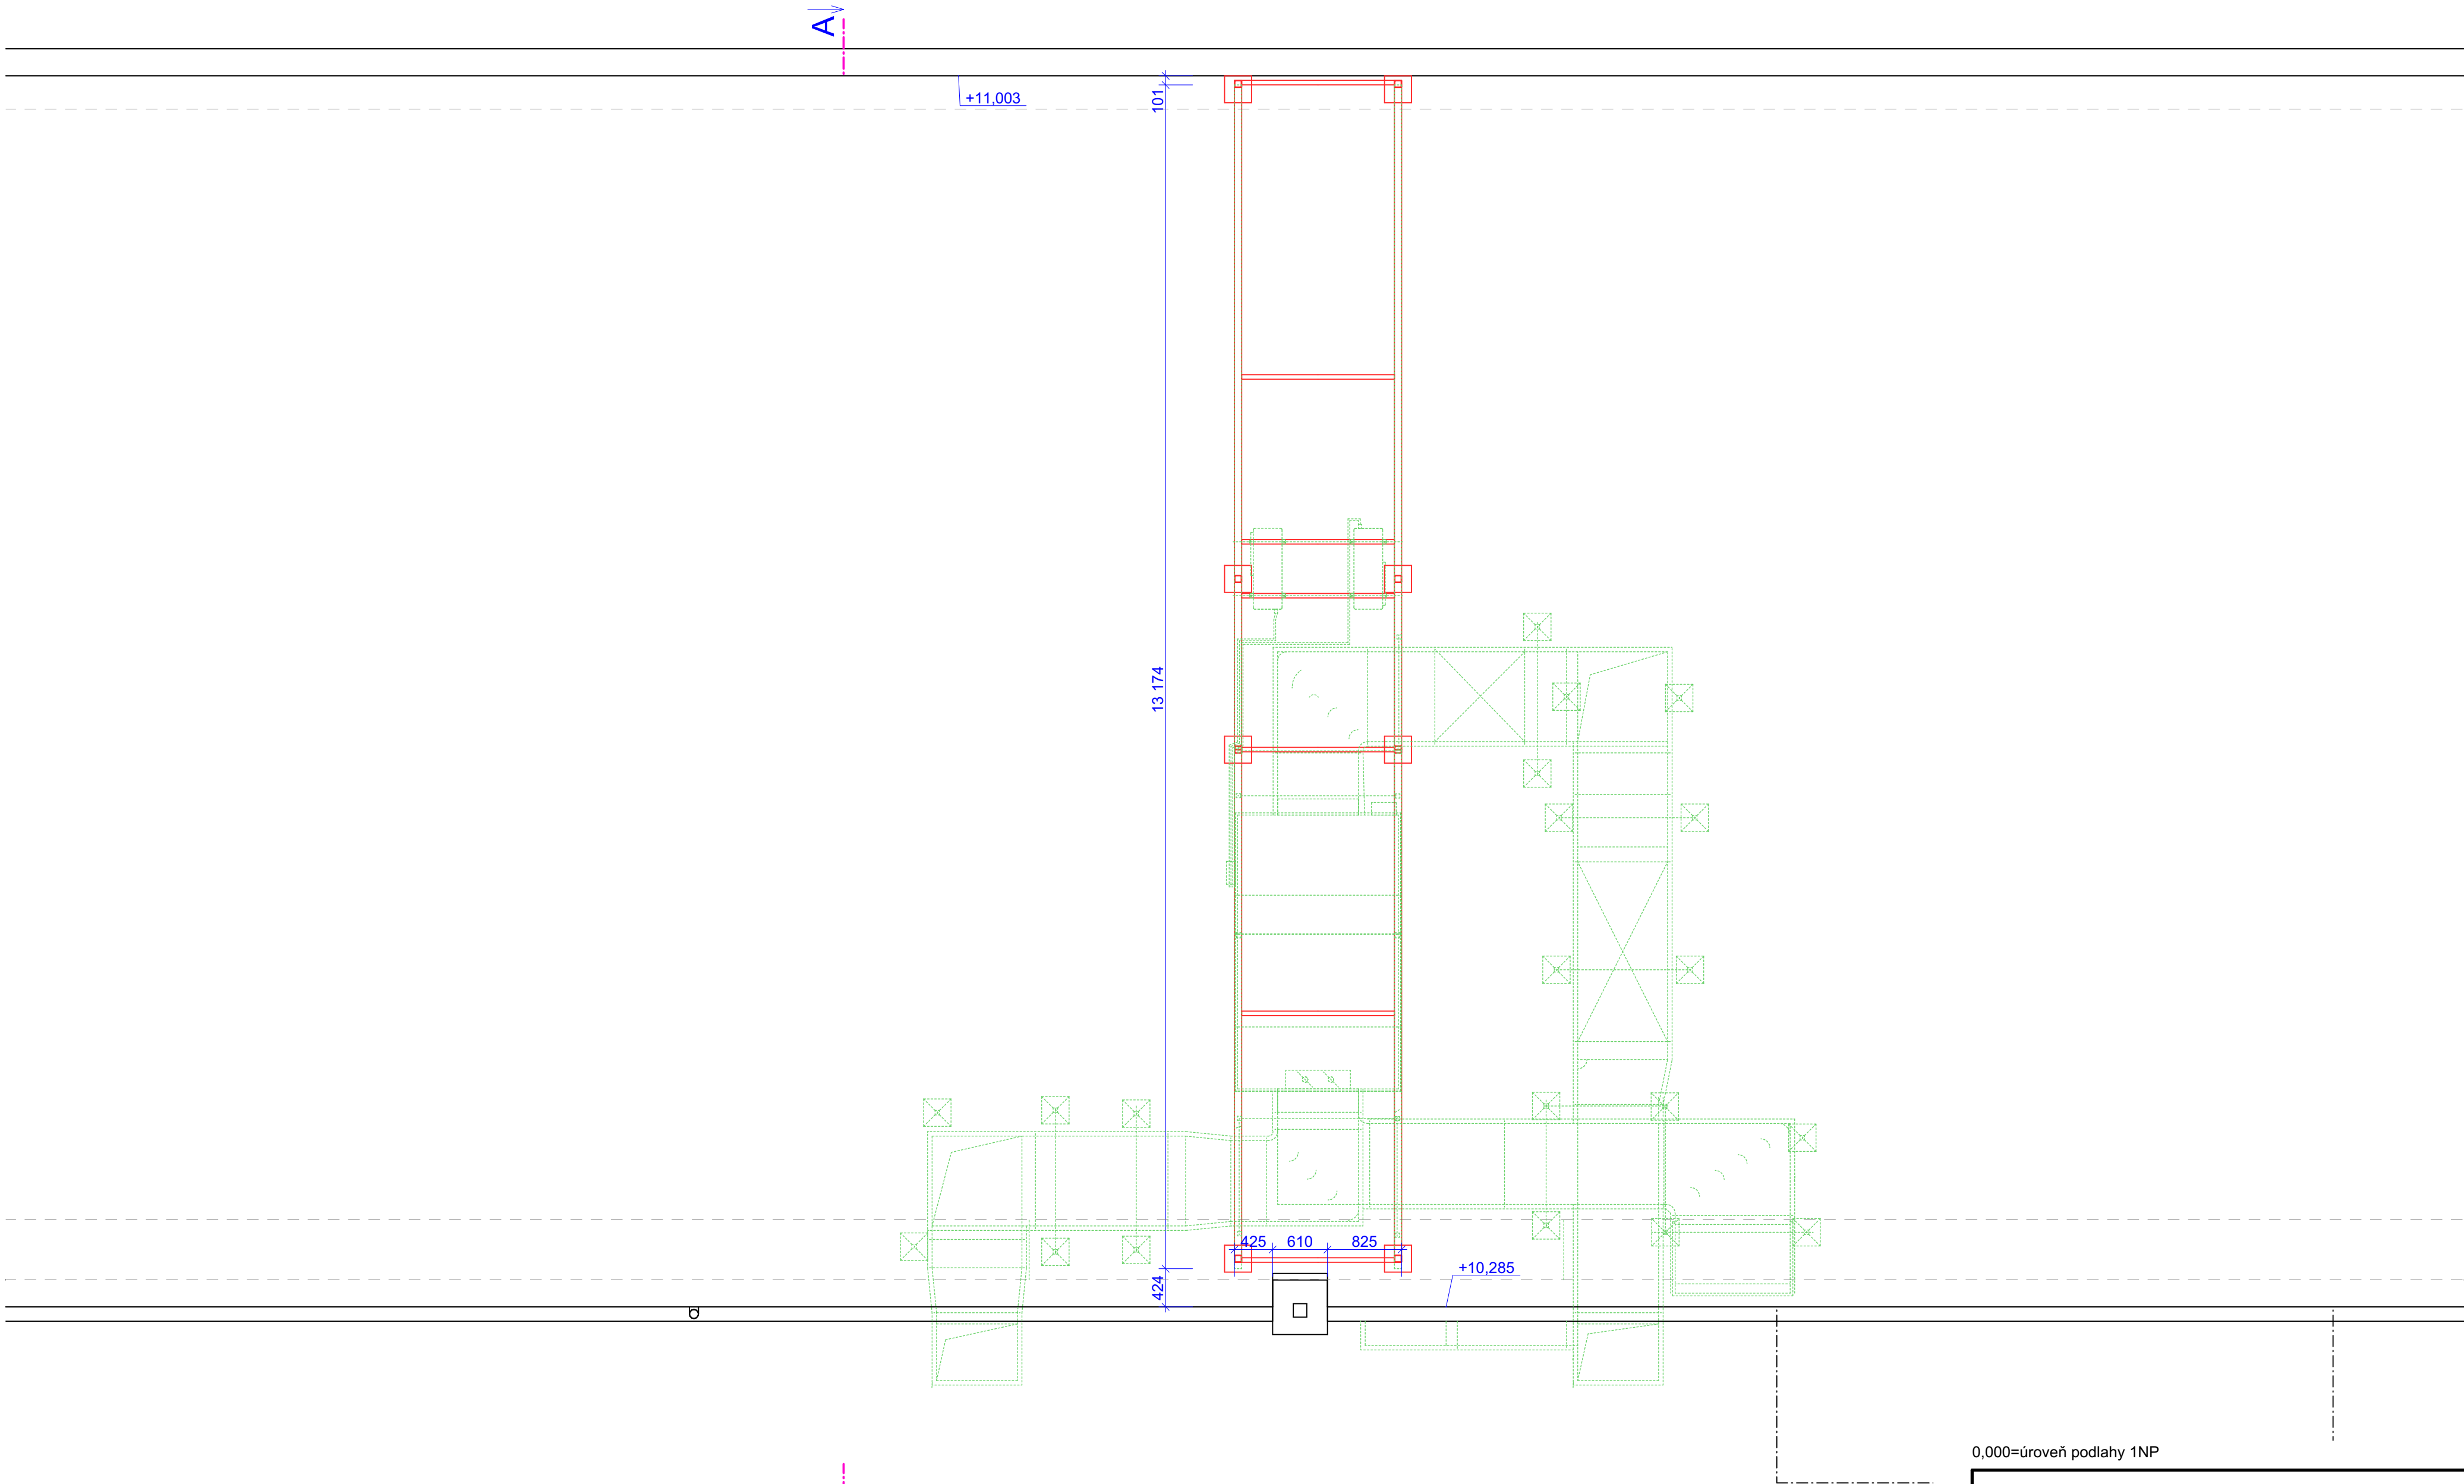 A
+11,003
101
13 174
425 610 825
424
+10,285
0,000=úroveň podlahy 1NP